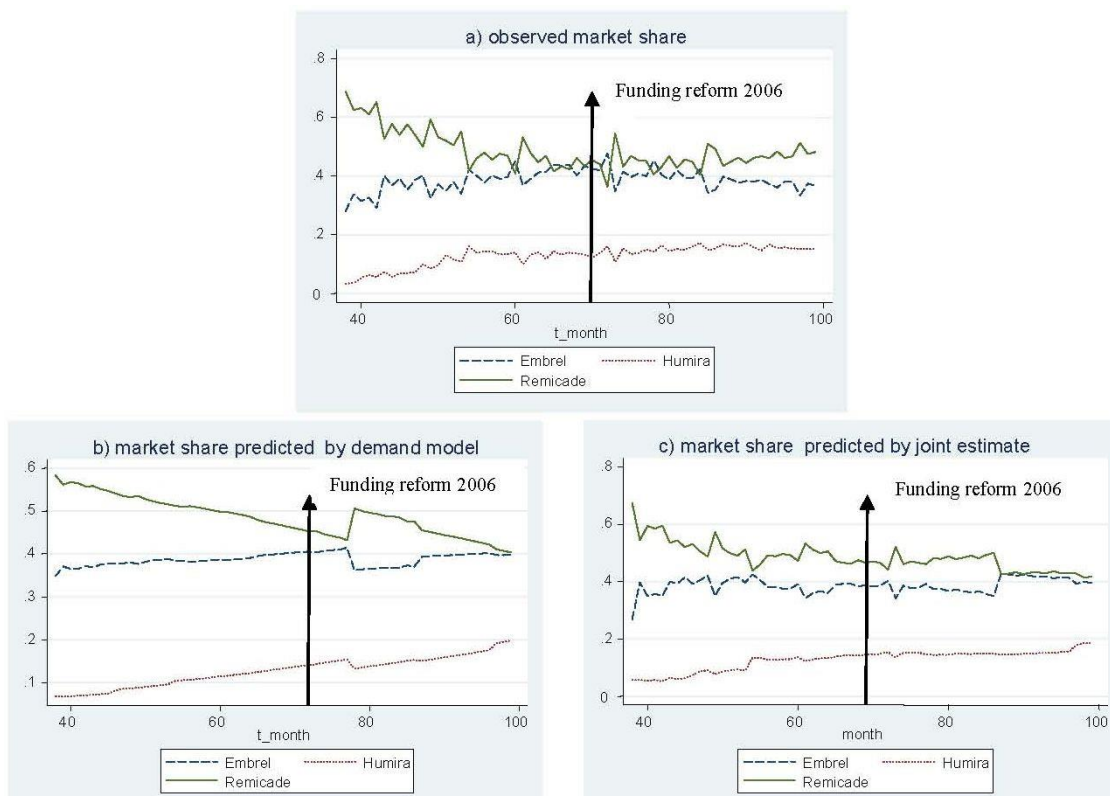 a) observed market share
.8
Funding reform 2006
.6
.4
.2
0
40 60 80 100
t_month
Embrel Humira
Remicade
b) market share predicted by demand model
.6
Funding reform 2006
.5
.4
.3
.2
.1
40 60 80 100
t_month
Embrel Humira
Remicade
c) market share predicted by joint estimate
.8
Funding reform 2006
.6
.4
.2
0
40 60 80 100
month
Embrel Humira
Remicade